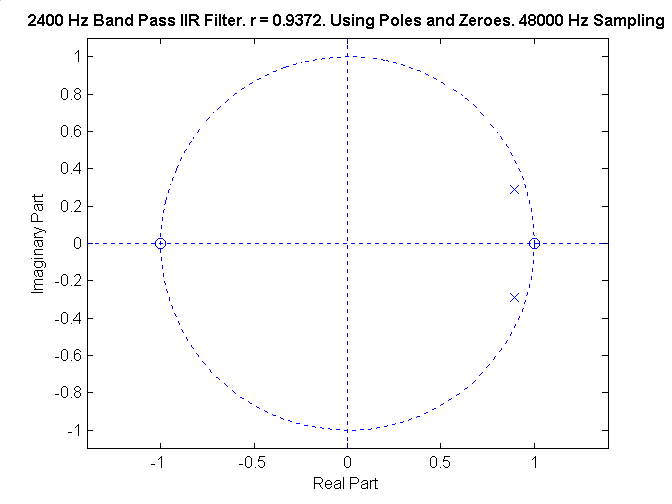 2400 Hz Band Pass IIR Filter. r = 0.9372. Using Poles and Zeroes. 48000 Hz Sampling
1
0.8
0.6
0.4
0.2
0
-0.2
-0.4
-0.6
-0.8
-1
Imaginary Part
-1 -0.5 0 0.5 1
Real Part